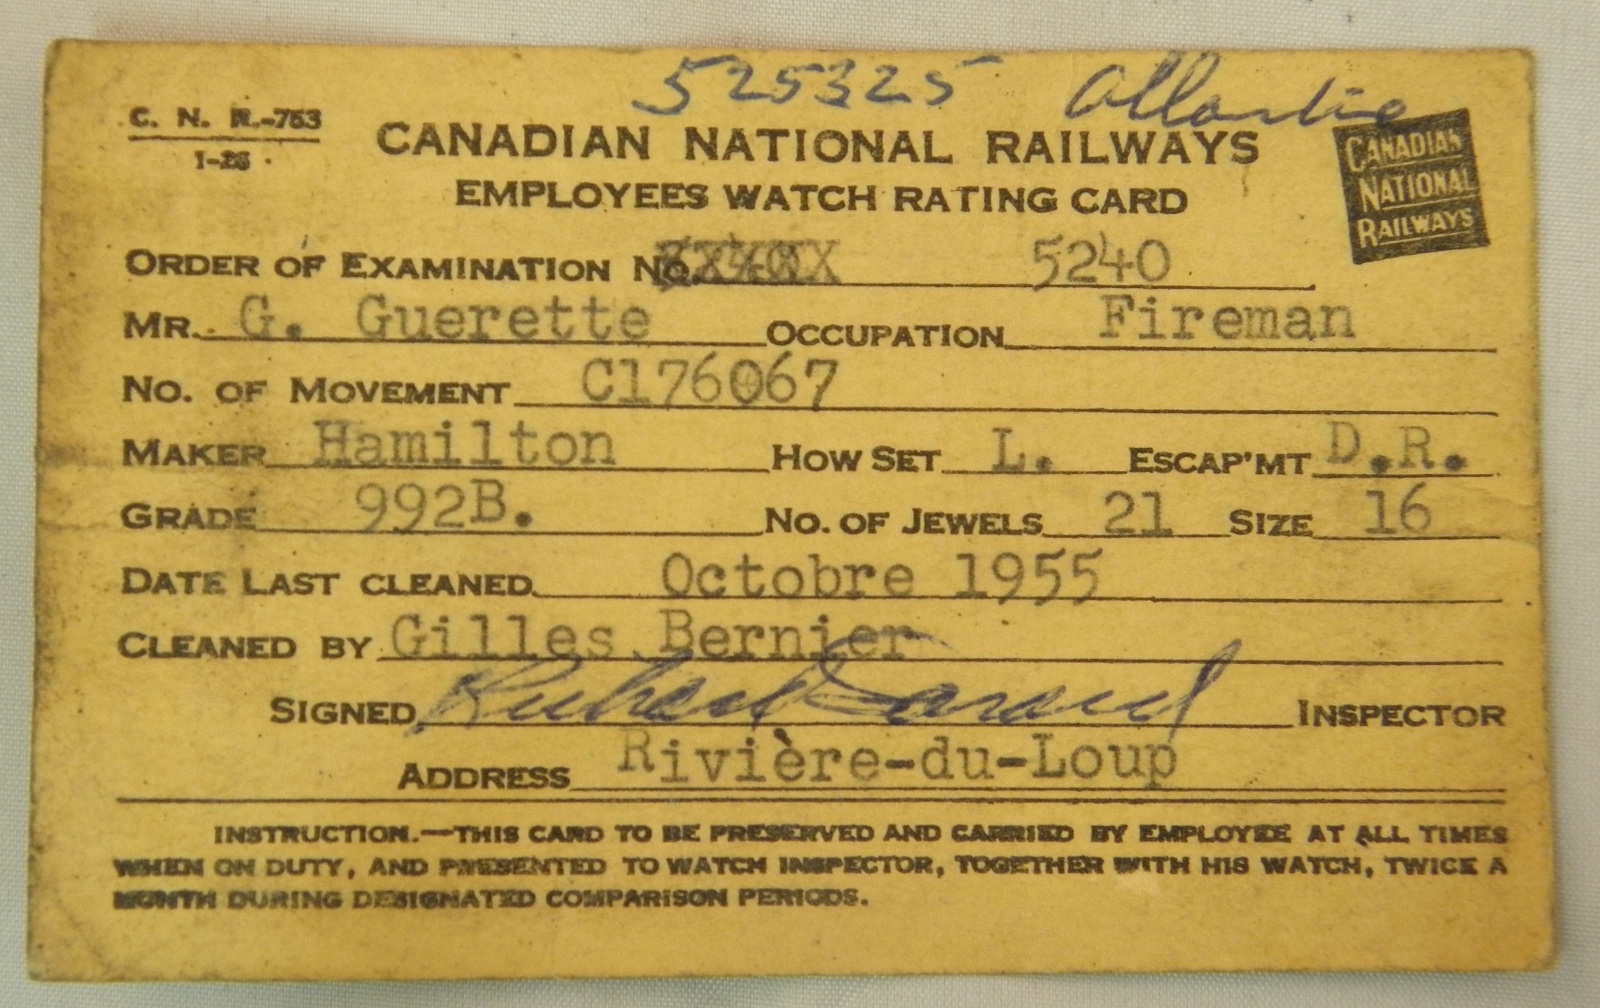 525325 Atlantic
C. N. R.-763
1-26
CANADIAN NATIONAL RAILWAYS
EMPLOYEES WATCH RATING CARD
CANADIAN
NATIONAL
RAILWAYS
ORDER OF EXAMINATION NO. 5240
MR. G. Guerette OCCUPATION Fireman
NO. OF MOVEMENT C176067
MAKER Hamilton HOW SET L. ESCAP'MT D.R.
GRADE 992B. NO. OF JEWELS 21 SIZE 16
DATE LAST CLEANED Octobre 1955
CLEANED BY Gilles Bernier
SIGNED INSPECTOR
ADDRESS Rivière-du-Loup
INSTRUCTION.—THIS CARD TO BE PRESERVED AND CARRIED BY EMPLOYEE AT ALL TIMES
WHEN ON DUTY, AND PRESENTED TO WATCH INSPECTOR, TOGETHER WITH HIS WATCH, TWICE A
MONTH DURING DESIGNATED COMPARISON PERIODS.